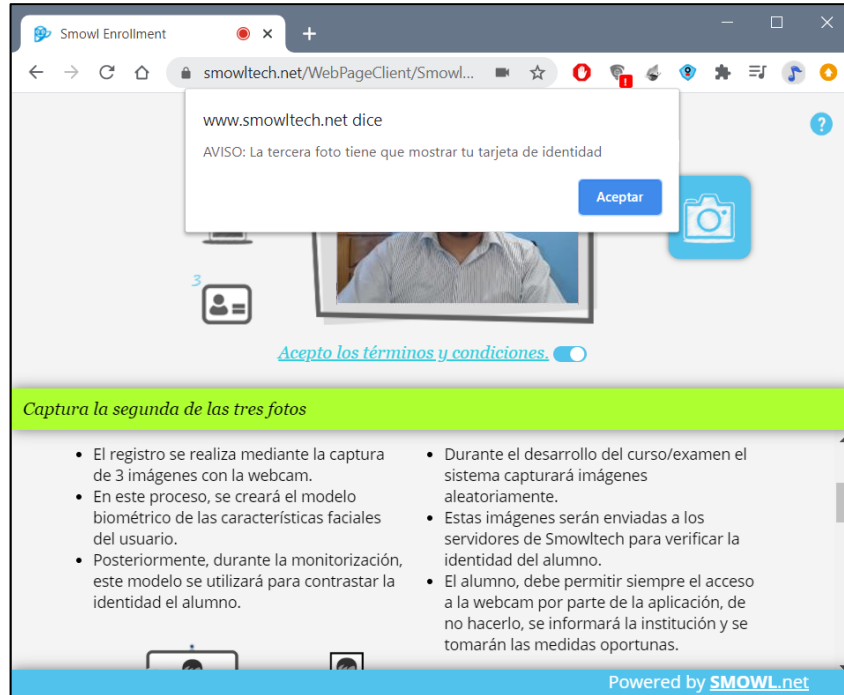 Smowl Enrollment
smowltech.net/WebPageClient/Smowl...
www.smowltech.net dice
AVISO: La tercera foto tiene que mostrar tu tarjeta de identidad
Aceptar
?
3
Acepto los términos y condiciones.
Captura la segunda de las tres fotos
• El registro se realiza mediante la captura
de 3 imágenes con la webcam.
• En este proceso, se creará el modelo
biométrico de las características faciales
del usuario.
• Posteriormente, durante la monitorización,
este modelo se utilizará para contrastar la
identidad el alumno.
• Durante el desarrollo del curso/examen el
sistema capturará imágenes
aleatoriamente.
• Estas imágenes serán enviadas a los
servidores de Smowltech para verificar la
identidad del alumno.
• El alumno, debe permitir siempre el acceso
a la webcam por parte de la aplicación, de
no hacerlo, se informará la institución y se
tomarán las medidas oportunas.
Powered by SMOWL.net